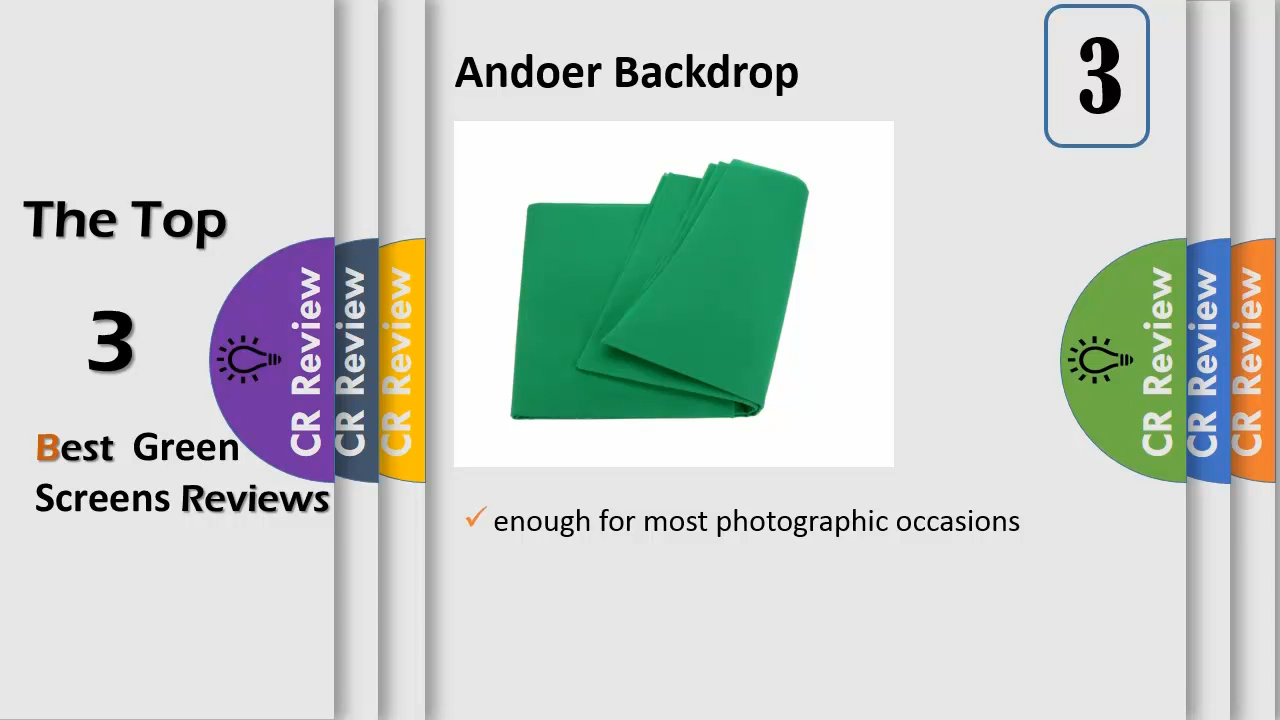 The Top
3
Best Green
Screens Reviews
CR Review
CR Review
CR Review
Andoer Backdrop
3
enough for most photographic occasions
CR Review
CR Review
CR Review